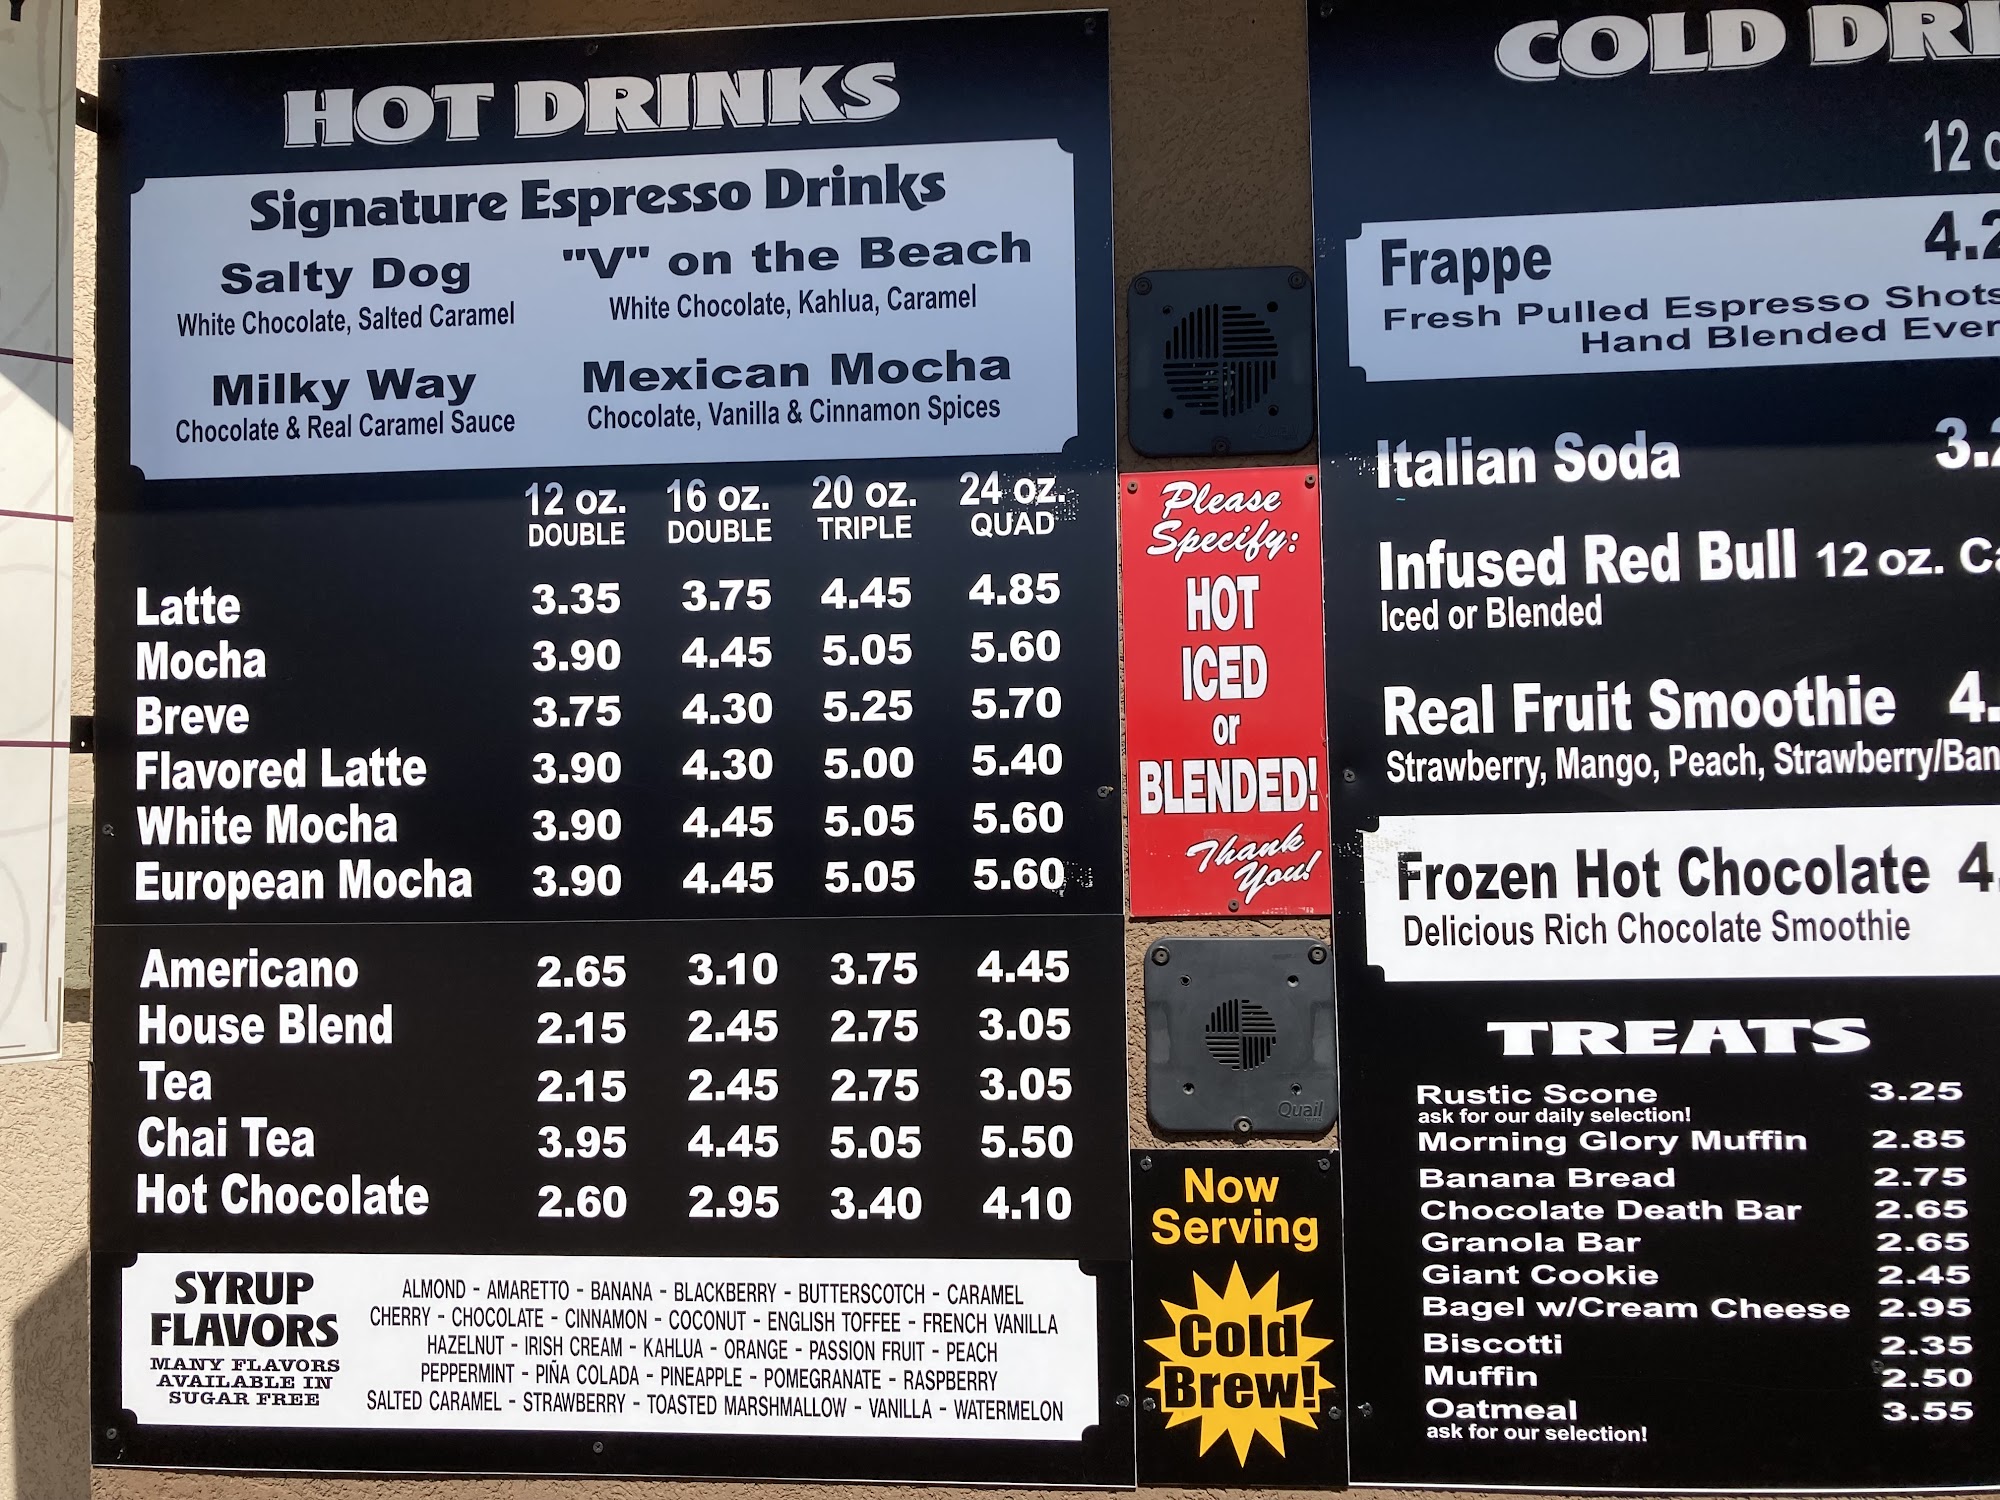 HOT DRINKS
Signature Espresso Drinks
Salty Dog
White Chocolate, Salted Caramel
"V" on the Beach
White Chocolate, Kahlua, Caramel
Milky Way
Chocolate & Real Caramel Sauce
Mexican Mocha
Chocolate, Vanilla & Cinnamon Spices
12 oz. 16 oz. 20 oz. 24 oz.
DOUBLE DOUBLE TRIPLE QUAD
Latte 3.35 3.75 4.45 4.85
Mocha 3.90 4.45 5.05 5.60
Breve 3.75 4.30 5.25 5.70
Flavored Latte 3.90 4.30 5.00 5.40
White Mocha 3.90 4.45 5.05 5.60
European Mocha 3.90 4.45 5.05 5.60
Americano 2.65 3.10 3.75 4.45
House Blend 2.15 2.45 2.75 3.05
Tea 2.15 2.45 2.75 3.05
Chai Tea 3.95 4.45 5.05 5.50
Hot Chocolate 2.60 2.95 3.40 4.10
SYRUP
FLAVORS
MANY FLAVORS
AVAILABLE IN
SUGAR FREE
ALMOND - AMARETTO - BANANA - BLACKBERRY - BUTTERSCOTCH - CARAMEL
CHERRY - CHOCOLATE - CINNAMON - COCONUT - ENGLISH TOFFEE - FRENCH VANILLA
HAZELNUT - IRISH CREAM - KAHLUA - ORANGE - PASSION FRUIT - PEACH
PEPPERMINT - PIÑA COLADA - PINEAPPLE - POMEGRANATE - RASPBERRY
SALTED CARAMEL - STRAWBERRY - TOASTED MARSHMALLOW - VANILLA - WATERMELON
Please
Specify:
HOT
ICED
or
BLENDED!
Thank
You!
Quail
Now
Serving
Cold
Brew!
COLD DRI
12 o
Frappe 4.2
Fresh Pulled Espresso Shots
Hand Blended Ever
Italian Soda 3.2
Infused Red Bull 12 oz. Ca
Iced or Blended
Real Fruit Smoothie 4.
Strawberry, Mango, Peach, Strawberry/Ban
Frozen Hot Chocolate 4.
Delicious Rich Chocolate Smoothie
TREATS
Rustic Scone 3.25
ask for our daily selection!
Morning Glory Muffin 2.85
Banana Bread 2.75
Chocolate Death Bar 2.65
Granola Bar 2.65
Giant Cookie 2.45
Bagel w/Cream Cheese 2.95
Biscotti 2.35
Muffin 2.50
Oatmeal 3.55
ask for our selection!